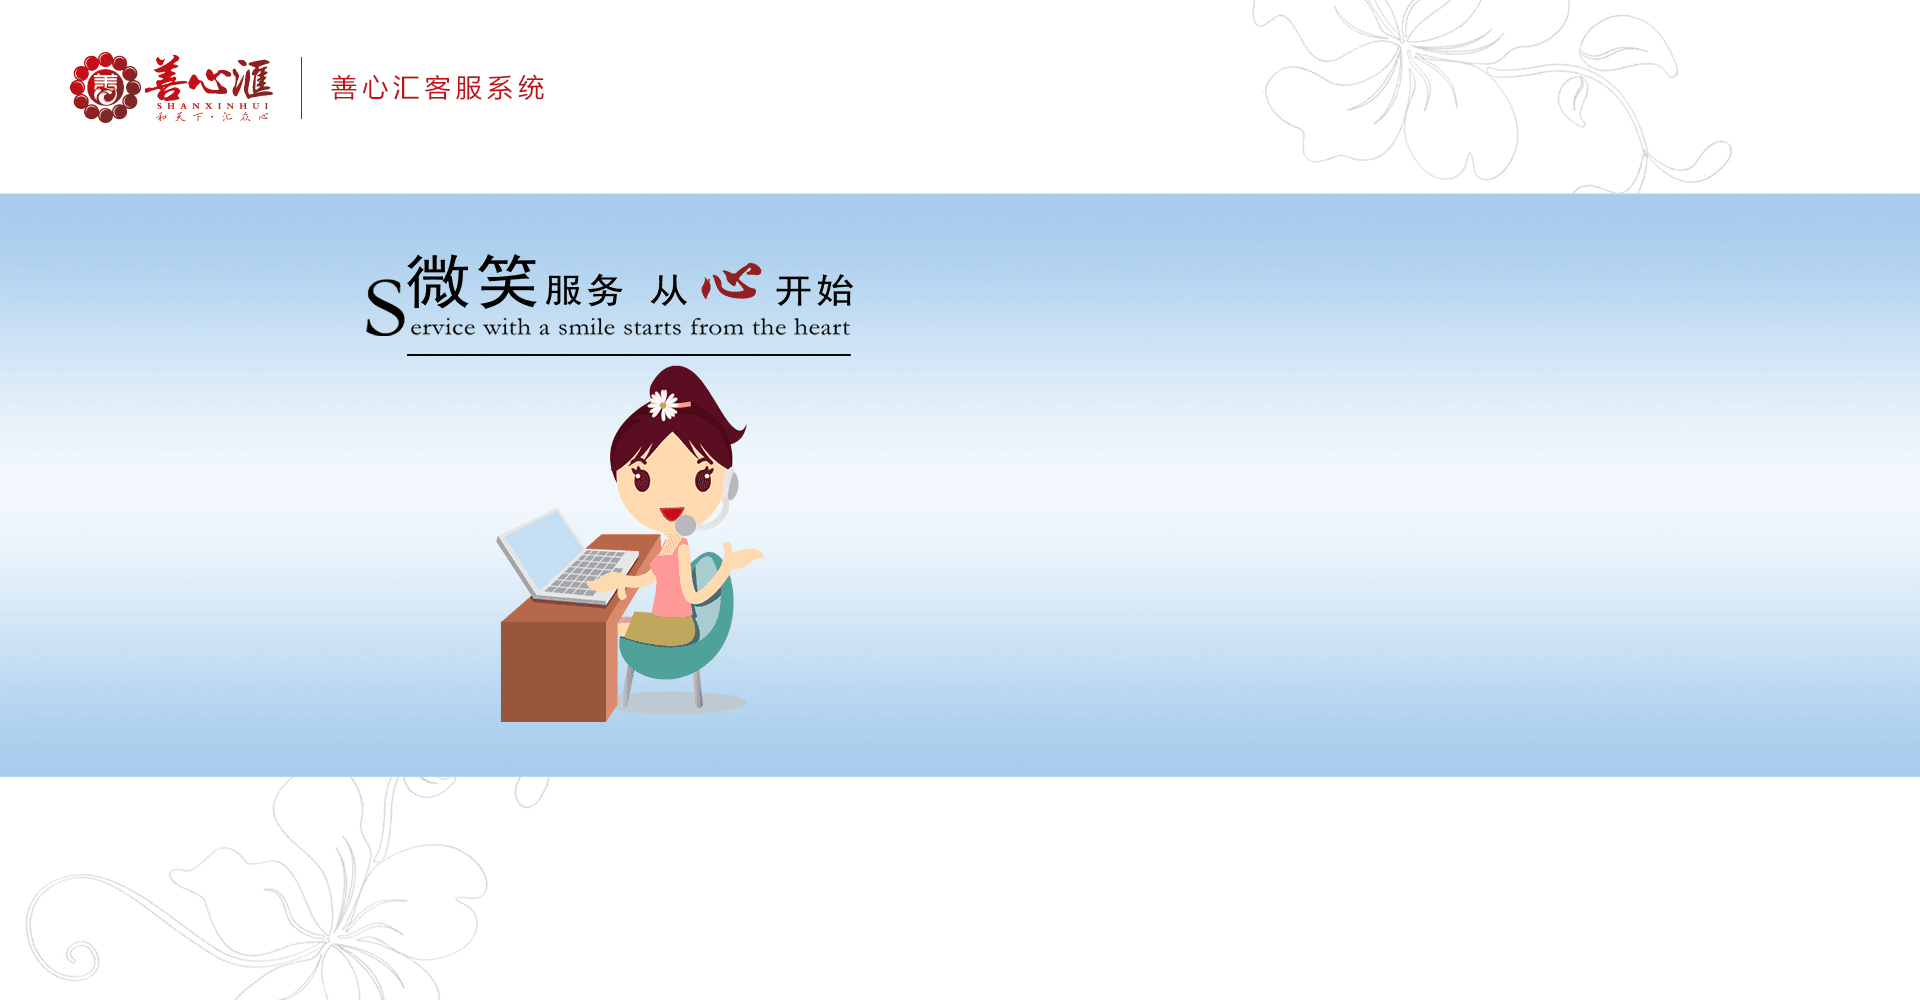 善心滙
SHANXINHUI
和天下·汇众心
善心汇客服系统
微笑服务 从心开始
Service with a smile starts from the heart